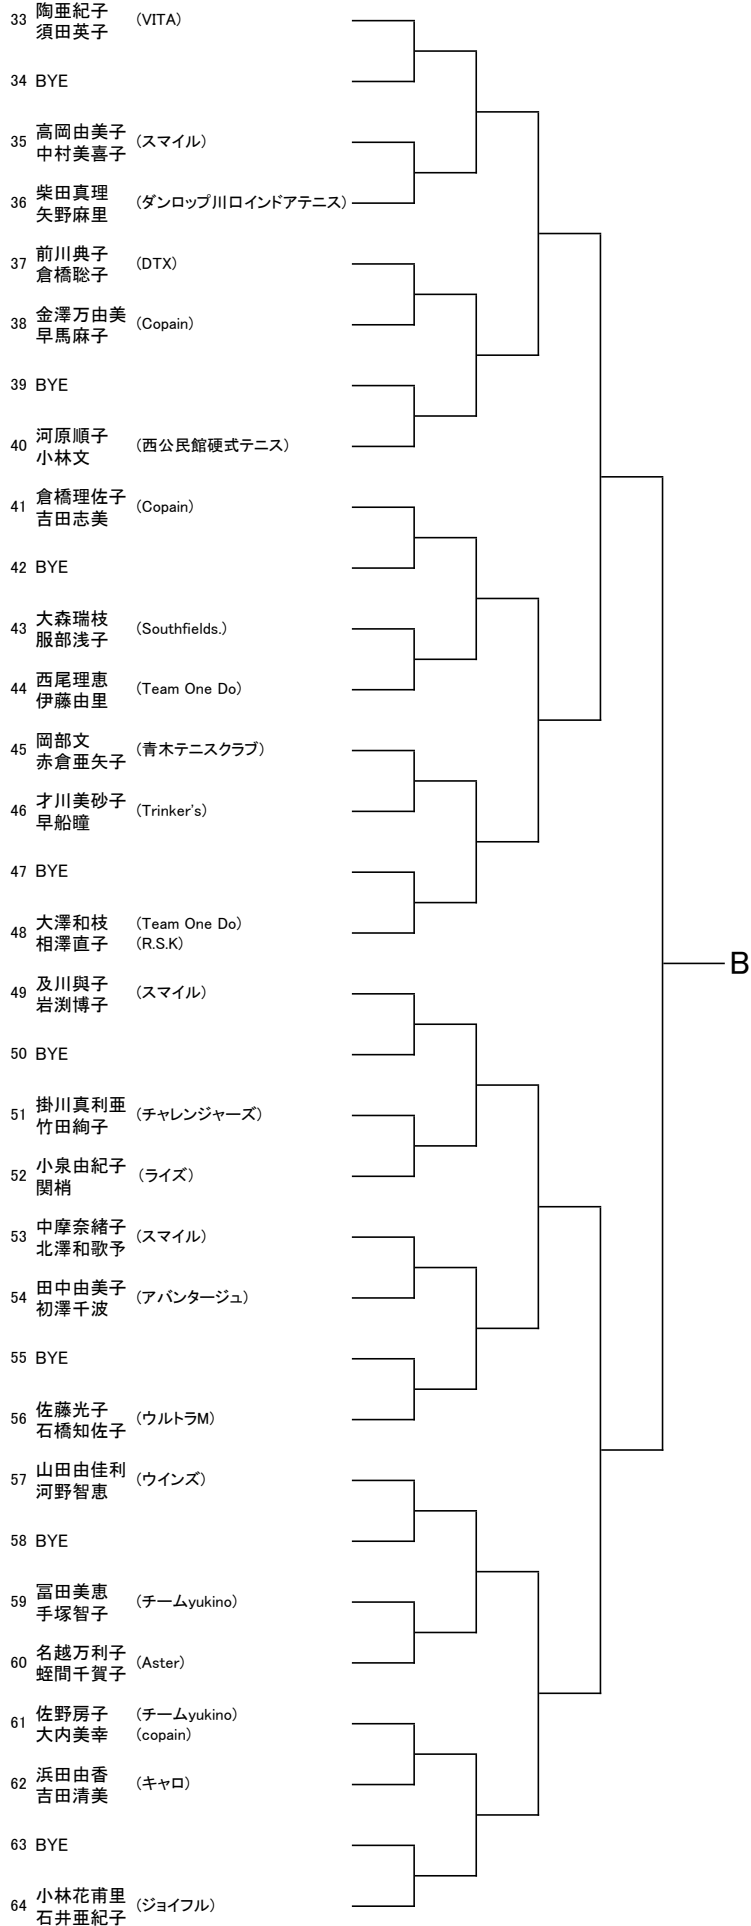 33 陶亜紀子 (VITA)
須田英子
34 BYE
35 高岡由美子 (スマイル)
中村美喜子
36 柴田真理 (ダンロップ川口インドアテニス)
矢野麻里
37 前川典子 (DTX)
倉橋聡子
38 金澤万由美 (Copain)
早馬麻子
39 BYE
40 河原順子 (西公民館硬式テニス)
小林文
41 倉橋理佐子 (Copain)
吉田志美
42 BYE
43 大森瑞枝 (Southfields.)
服部浅子
44 西尾理恵 (Team One Do)
伊藤由里
45 岡部文 (青木テニスクラブ)
赤倉亜矢子
46 才川美砂子 (Trinker's)
早船瞳
47 BYE
48 大澤和枝 (Team One Do)
相澤直子 (R.S.K)
B
49 及川與子 (スマイル)
岩渕博子
50 BYE
51 掛川真利亜 (チャレンジャーズ)
竹田絢子
52 小泉由紀子 (ライズ)
関梢
53 中摩奈緒子 (スマイル)
北澤和歌予
54 田中由美子 (アバンタージュ)
初澤千波
55 BYE
56 佐藤光子 (ウルトラM)
石橋知佐子
57 山田由佳利 (ウインズ)
河野智恵
58 BYE
59 冨田美恵 (チームyukino)
手塚智子
60 名越万利子 (Aster)
蛭間千賀子
61 佐野房子 (チームyukino)
大内美幸 (copain)
62 浜田由香 (キャロ)
吉田清美
63 BYE
64 小林花甫里 (ジョイフル)
石井亜紀子